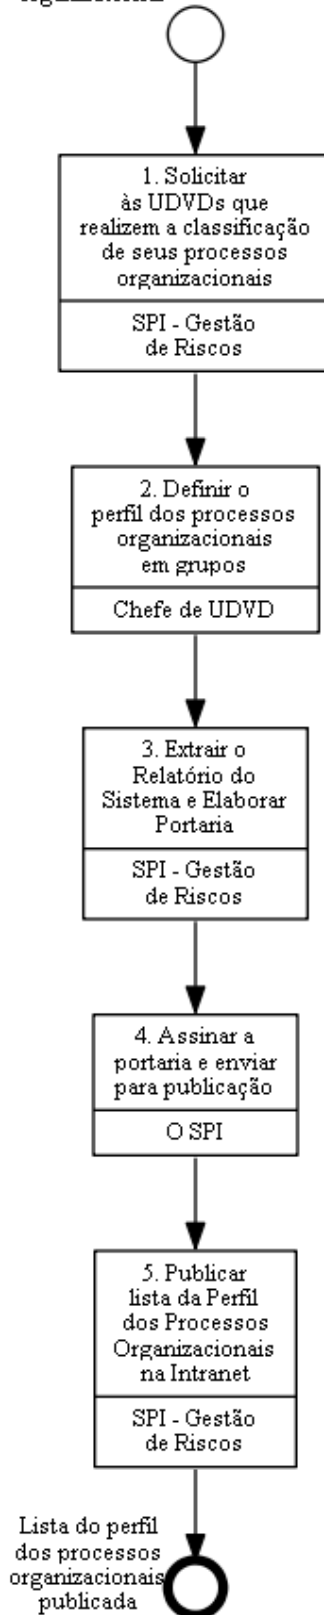 1. Solicitar
às UDVDs que
realizem a classificação
de seus processos
organizacionais
SPI - Gestão
de Riscos
2. Definir o
perfil dos processos
organizacionais
em grupos
Chefe de UDVD
3. Extrair o
Relatório do
Sistema e Elaborar
Portaria
SPI - Gestão
de Riscos
4. Assinar a
portaria e enviar
para publicação
O SPI
5. Publicar
lista da Perfil
dos Processos
Organizacionais
na Intranet
SPI - Gestão
de Riscos
Lista do perfil
dos processos
organizacionais
publicada